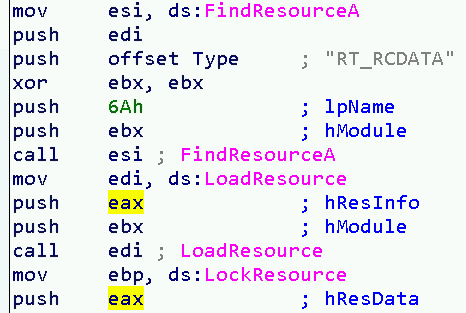 mov esi, ds:FindResourceA
push edi
push offset Type ; "RT_RCDATA"
xor ebx, ebx
push 6Ah ; lpName
push ebx ; hModule
call esi ; FindResourceA
mov edi, ds:LoadResource
push eax ; hResInfo
push ebx ; hModule
call edi ; LoadResource
mov ebp, ds:LockResource
push eax ; hResData